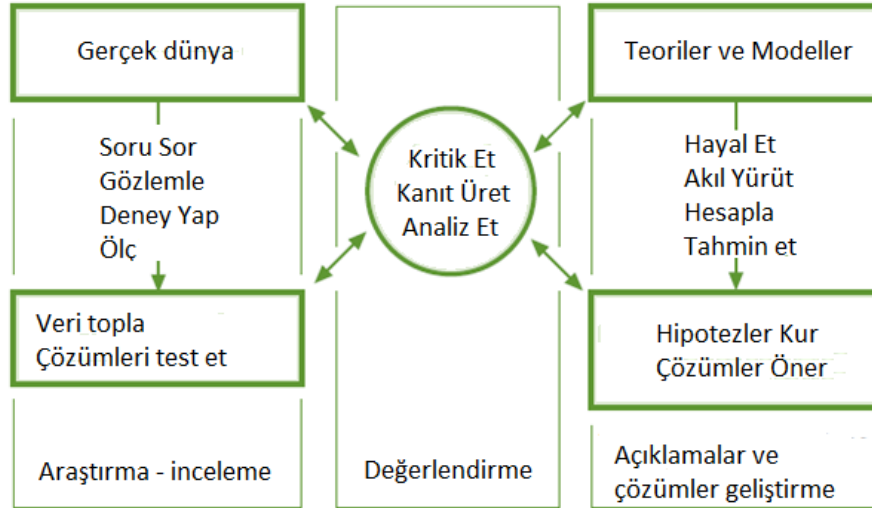 Gerçek dünya
Soru Sor
Gözlemle
Deney Yap
Ölç
Veri topla
Çözümleri test et
Araştırma - inceleme
Kritik Et
Kanıt Üret
Analiz Et
Değerlendirme
Teoriler ve Modeller
Hayal Et
Akıl Yürüt
Hesapla
Tahmin et
Hipotezler Kur
Çözümler Öner
Açıklamalar ve
çözümler geliştirme